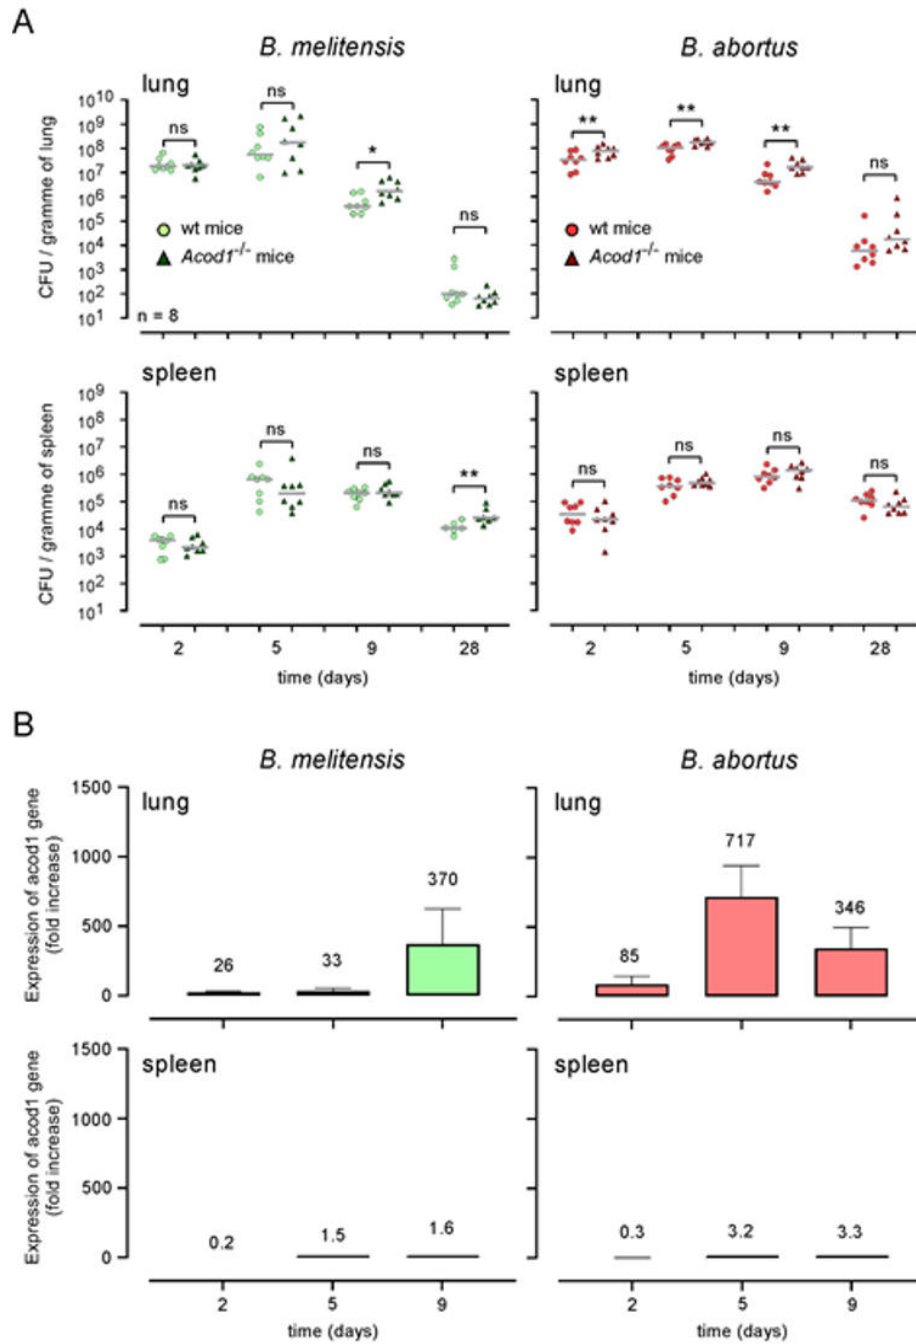 A
B. melitensis
B. abortus
lung
lung
CFU / gramme of lung
10^10
10^9
10^8
10^7
10^6
10^5
10^4
10^3
10^2
10^1
ns
ns
*
ns
**
**
**
ns
wt mice
Acod1^-/- mice
n = 8
wt mice
Acod1^-/- mice
spleen
spleen
CFU / gramme of spleen
10^9
10^8
10^7
10^6
10^5
10^4
10^3
10^2
10^1
ns
ns
ns
**
ns
ns
ns
ns
2 5 9 28
2 5 9 28
time (days)
time (days)
B
B. melitensis
B. abortus
Expression of acod1 gene
(fold increase)
1500
1000
500
0
lung
26
33
370
lung
85
717
346
Expression of acod1 gene
(fold increase)
1500
1000
500
0
spleen
0.2
1.5
1.6
spleen
0.3
3.2
3.3
2 5 9
2 5 9
time (days)
time (days)